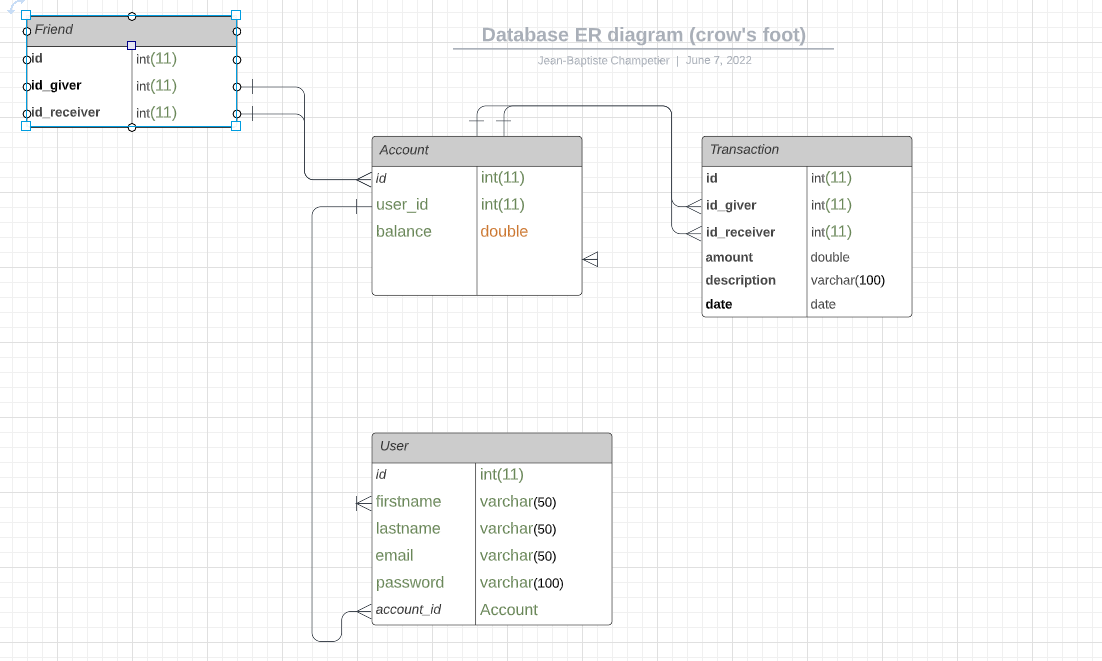 Friend
id int(11)
id_giver int(11)
id_receiver int(11)
Database ER diagram (crow's foot)
Jean-Baptiste Champetier | June 7, 2022
Account
id int(11)
user_id int(11)
balance double
Transaction
id int(11)
id_giver int(11)
id_receiver int(11)
amount double
description varchar(100)
date date
User
id int(11)
firstname varchar(50)
lastname varchar(50)
email varchar(50)
password varchar(100)
account_id Account